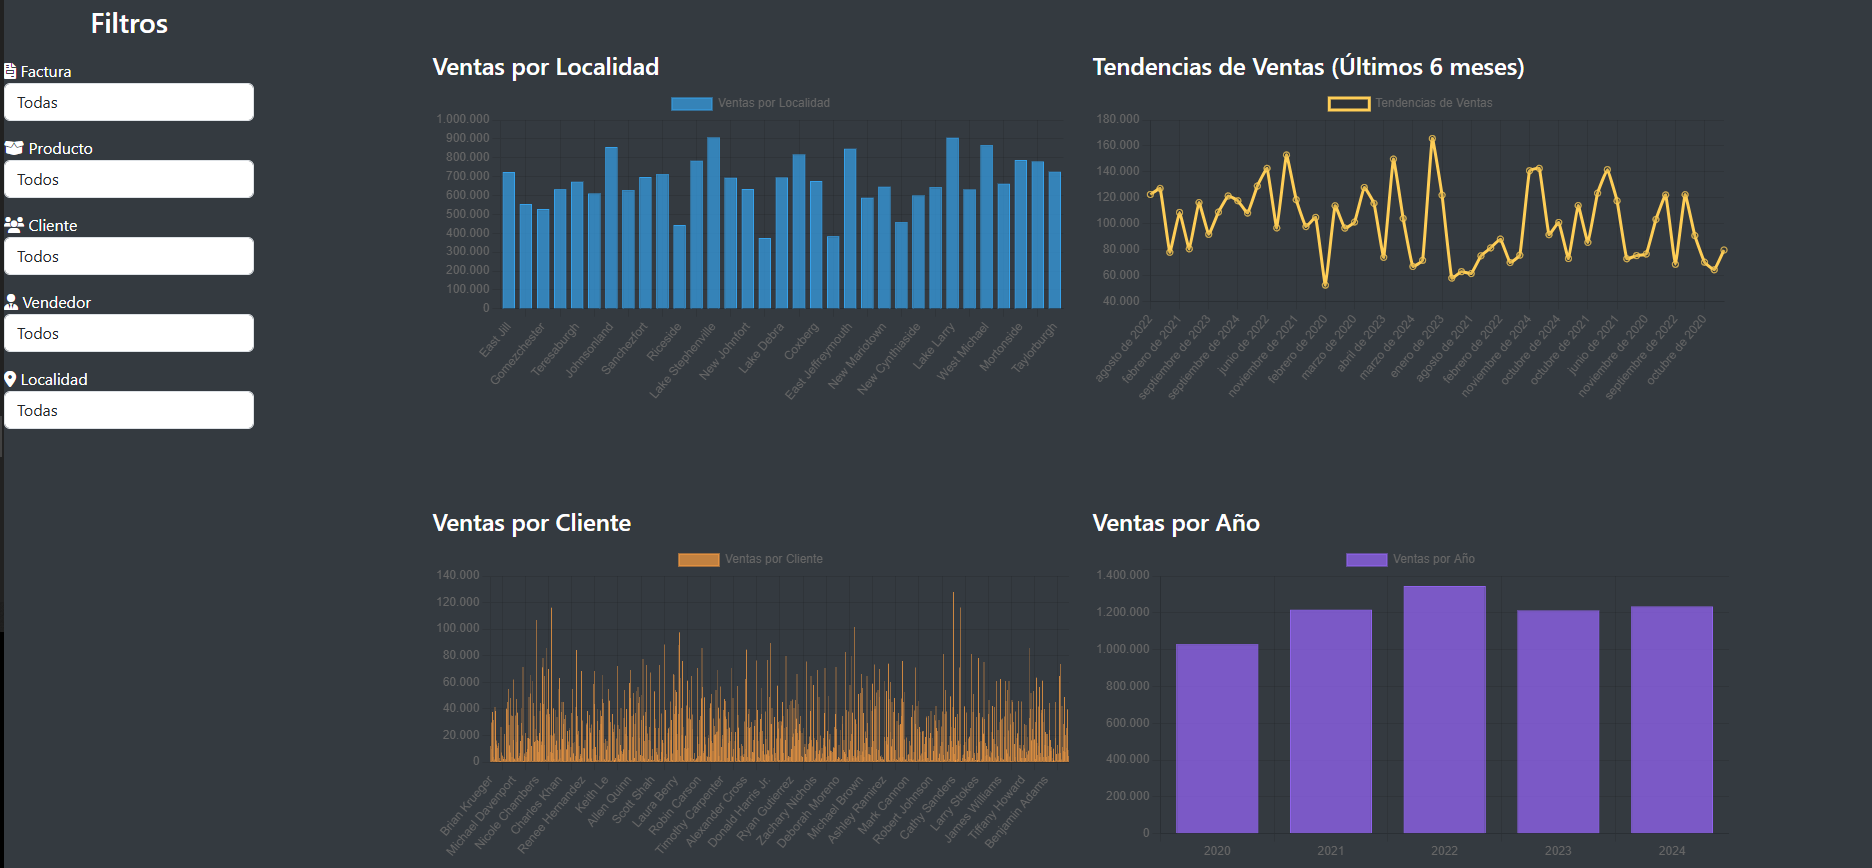 Filtros
Factura
Todas
Producto
Todos
Cliente
Todos
Vendedor
Todos
Localidad
Todas
Ventas por Localidad
Ventas por Localidad
1.000.000
900.000
800.000
700.000
600.000
500.000
400.000
300.000
200.000
100.000
0
East Jill
Gomezchester
Teresaburgh
Johnsonland
Sanchezfort
Riceside
Lake Stephenville
New Johnfort
Lake Debra
Coxberg
East Jeffreymouth
New Markstown
New Cynthiaside
Lake Larry
West Michael
Mortonside
Taylorburgh
Tendencias de Ventas (Últimos 6 meses)
Tendencias de Ventas
180.000
160.000
140.000
120.000
100.000
80.000
60.000
40.000
agosto de 2022
febrero de 2021
septiembre de 2023
septiembre de 2024
junio de 2022
noviembre de 2021
febrero de 2020
marzo de 2020
abril de 2023
marzo de 2024
enero de 2023
agosto de 2021
febrero de 2022
noviembre de 2024
octubre de 2024
octubre de 2021
junio de 2021
noviembre de 2020
septiembre de 2022
octubre de 2020
Ventas por Cliente
Ventas por Cliente
140.000
120.000
100.000
80.000
60.000
40.000
20.000
0
Brian Krueger
Michael Davenport
Nicole Chambers
Charles Khan
Renee Hernandez
Keith Le
Allen Quinn
Scott Shah
Laura Berry
Robin Carson
Timothy Carpenter
Alexander Cross
Donald Harris Jr.
Ryan Gutierrez
Zachary Nichols
Deborah Moreno
Michael Brown
Ashley Ramirez
Mark Cannon
Robert Johnson
Cathy Sanders
Larry Stokes
James Williams
Tiffany Howard
Benjamin Adams
Ventas por Año
Ventas por Año
1.400.000
1.200.000
1.000.000
800.000
600.000
400.000
200.000
0
2020
2021
2022
2023
2024